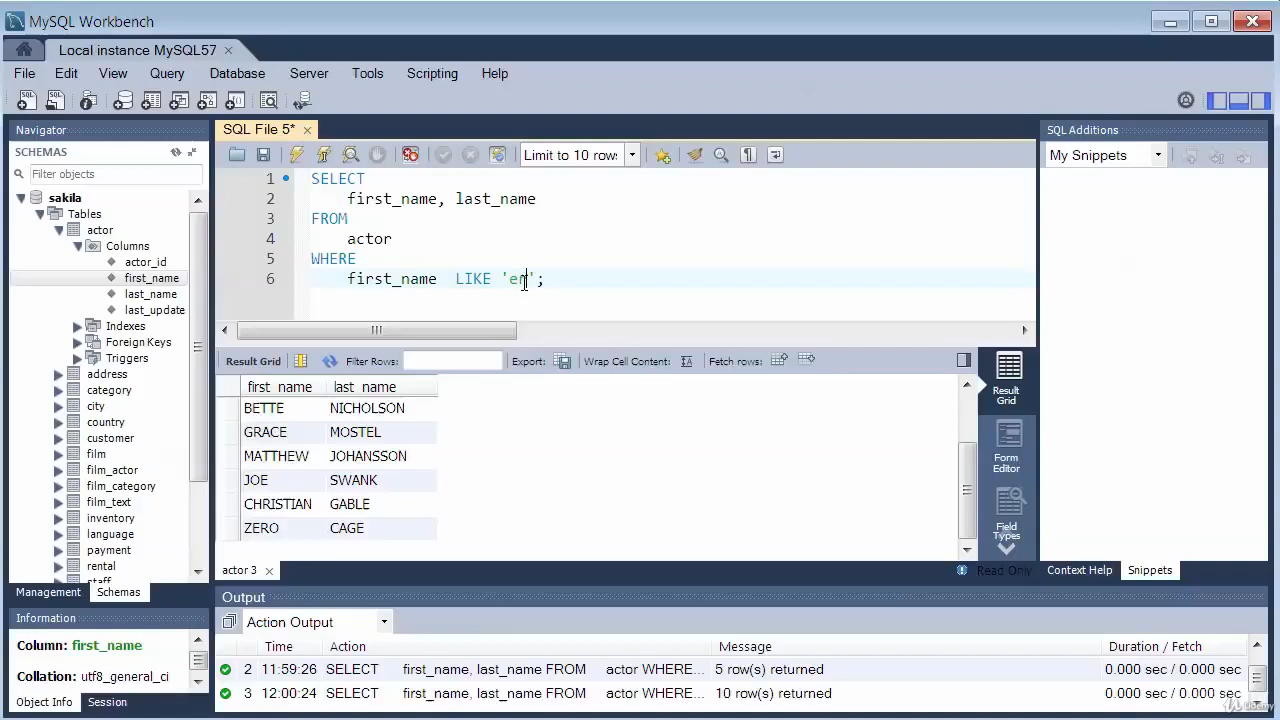 MySQL Workbench
Local instance MySQL57
File Edit View Query Database Server Tools Scripting Help
Navigator
SCHEMAS
Filter objects
sakila
Tables
actor
Columns
actor_id
first_name
last_name
last_update
Indexes
Foreign Keys
Triggers
address
category
city
country
customer
film
film_actor
film_category
film_text
inventory
language
payment
rental
staff
Management Schemas
Information
Column: first_name
Collation: utf8_general_ci
Object Info Session
SQL File 5*
Limit to 10 rows
1 SELECT
2 first_name, last_name
3 FROM
4 actor
5 WHERE
6 first_name LIKE 'en';
Result Grid Filter Rows: Export: Wrap Cell Content: Fetch rows:
first_name last_name
BETTE NICHOLSON
GRACE MOSTEL
MATTHEW JOHANSSON
JOE SWANK
CHRISTIAN GABLE
ZERO CAGE
Result
Grid
Form
Editor
Field
Types
actor 3
Read Only
SQL Additions
My Snippets
Context Help Snippets
Output
Action Output
Time Action Message Duration / Fetch
2 11:59:26 SELECT first_name, last_name FROM actor WHERE... 5 row(s) returned 0.000 sec / 0.000 sec
3 12:00:24 SELECT first_name, last_name FROM actor WHERE... 10 row(s) returned 0.000 sec / 0.000 sec
Udemy